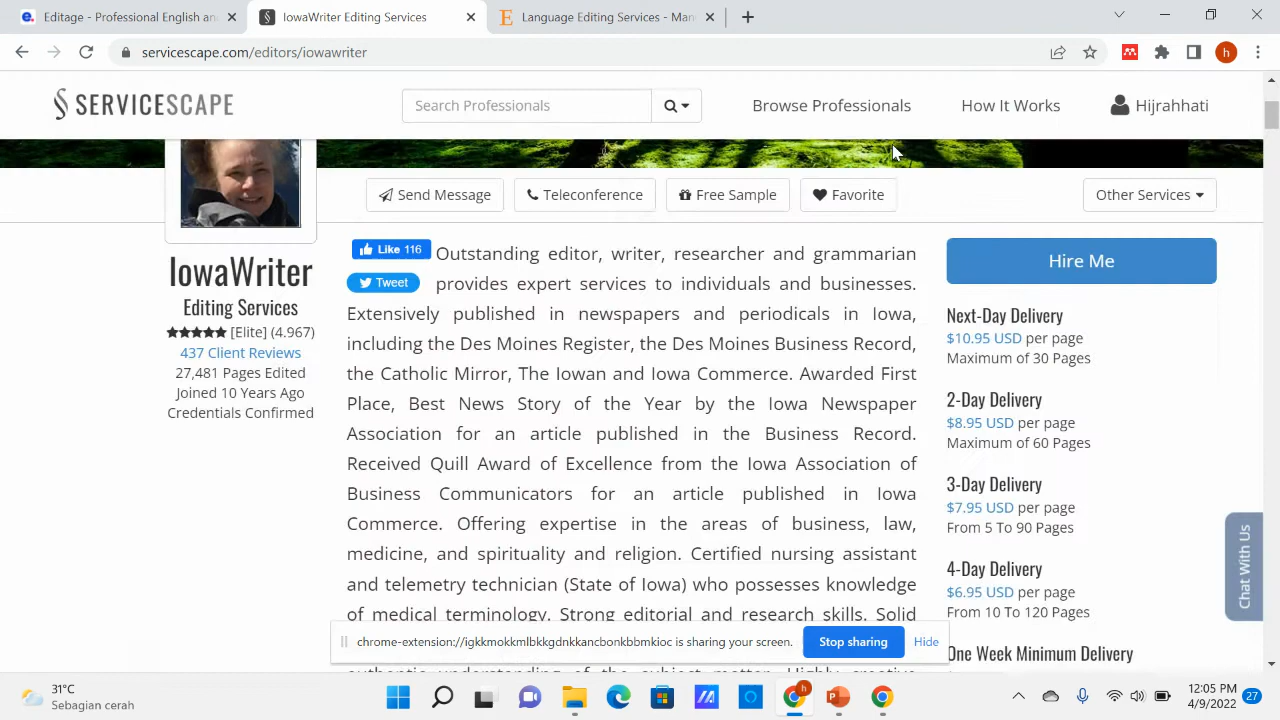 Editage - Professional English an
IowaWriter Editing Services
Language Editing Services - Man
servicescape.com/editors/iowawriter
SERVICESCAPE
Search Professionals
Browse Professionals
How It Works
Hijrahhati
Send Message
Teleconference
Free Sample
Favorite
Other Services
IowaWriter
Editing Services
[Elite] (4.967)
437 Client Reviews
27,481 Pages Edited
Joined 10 Years Ago
Credentials Confirmed
Like 116
Tweet
Outstanding editor, writer, researcher and grammarian
provides expert services to individuals and businesses.
Extensively published in newspapers and periodicals in Iowa,
including the Des Moines Register, the Des Moines Business Record,
the Catholic Mirror, The Iowan and Iowa Commerce. Awarded First
Place, Best News Story of the Year by the Iowa Newspaper
Association for an article published in the Business Record.
Received Quill Award of Excellence from the Iowa Association of
Business Communicators for an article published in Iowa
Commerce. Offering expertise in the areas of business, law,
medicine, and spirituality and religion. Certified nursing assistant
and telemetry technician (State of Iowa) who possesses knowledge
of medical terminology. Strong editorial and research skills. Solid
Hire Me
Next-Day Delivery
$10.95 USD per page
Maximum of 30 Pages
2-Day Delivery
$8.95 USD per page
Maximum of 60 Pages
3-Day Delivery
$7.95 USD per page
From 5 To 90 Pages
4-Day Delivery
$6.95 USD per page
From 10 To 120 Pages
One Week Minimum Delivery
Chat With Us
chrome-extension://igkkmokkmlbkkgdnkkancbonkbbmkioc is sharing your screen.
Stop sharing
Hide
authentic understanding of the subject matter. Highly creative
31°C
Sebagian cerah
h
h
12:05 PM
4/9/2022
27